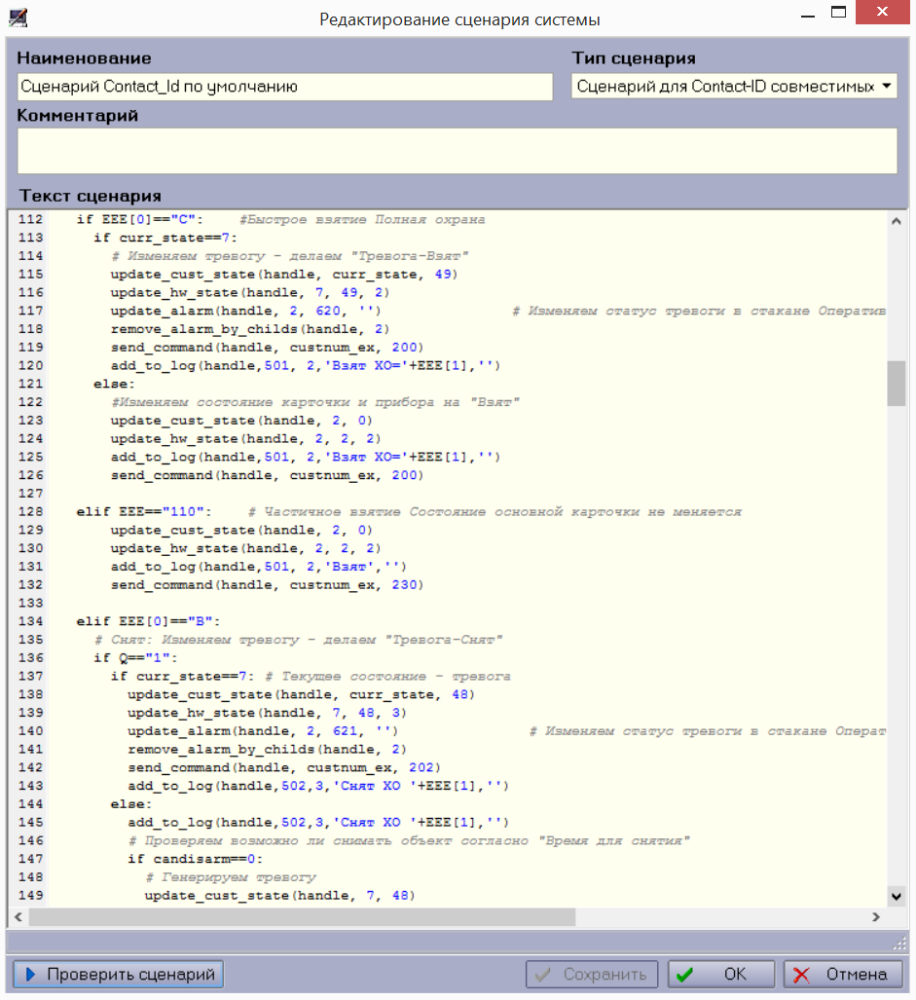 Редактирование сценария системы
Наименование
Тип сценария
Сценарий Contact_Id по умолчанию
Сценарий для Contact-ID совместимых
Комментарий
Текст сценария
112 if EEE[0]=="C": #Быстрое взятие Полная охрана
113 if curr_state==7:
114 # Изменяем тревогу - делаем "Тревога-Взят"
115 update_cust_state(handle, curr_state, 49)
116 update_hw_state(handle, 7, 49, 2)
117 update_alarm(handle, 2, 620, '') # Изменяем статус тревоги в стакане Оператив
118 remove_alarm_by_childs(handle, 2)
119 send_command(handle, custnum_ex, 200)
120 add_to_log(handle,501, 2,'Взят ХО='+EEE[1],'')
121 else:
122 #Изменяем состояние карточки и прибора на "Взят"
123 update_cust_state(handle, 2, 0)
124 update_hw_state(handle, 2, 2, 2)
125 add_to_log(handle,501, 2,'Взят ХО='+EEE[1],'')
126 send_command(handle, custnum_ex, 200)
127
128 elif EEE=="110": # Частичное взятие Состояние основной карточки не меняется
129 update_cust_state(handle, 2, 0)
130 update_hw_state(handle, 2, 2, 2)
131 add_to_log(handle,501, 2,'Взят','')
132 send_command(handle, custnum_ex, 230)
133
134 elif EEE[0]=="B":
135 # Снят: Изменяем тревогу - делаем "Тревога-Снят"
136 if Q=="1":
137 if curr_state==7: # Текущее состояние - тревога
138 update_cust_state(handle, curr_state, 48)
139 update_hw_state(handle, 7, 48, 3)
140 update_alarm(handle, 2, 621, '') # Изменяем статус тревоги в стакане Операт
141 remove_alarm_by_childs(handle, 2)
142 send_command(handle, custnum_ex, 202)
143 add_to_log(handle,502,3,'Снят ХО '+EEE[1],'')
144 else:
145 add_to_log(handle,502,3,'Снят ХО '+EEE[1],'')
146 # Проверяем возможно ли снимать объект согласно "Время для снятия"
147 if candisarm==0:
148 # Генерируем тревогу
149 update_cust_state(handle, 7, 48)
Проверить сценарий
Сохранить
OK
Отмена